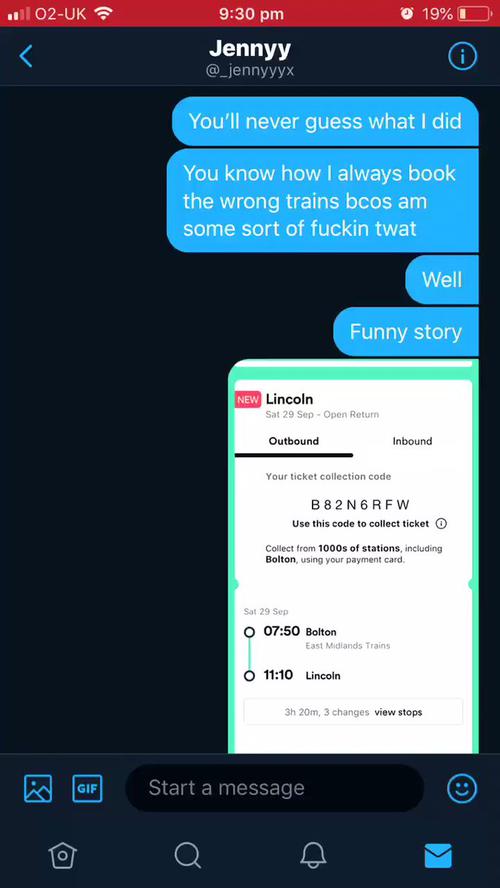 O2-UK 9:30 pm 19%
Jennyy
@_jennyyyx
You'll never guess what I did
You know how I always book
the wrong trains bcos am
some sort of fuckin twat
Well
Funny story
NEW Lincoln
Sat 29 Sep - Open Return
Outbound Inbound
Your ticket collection code
B82N6RFW
Use this code to collect ticket
Collect from 1000s of stations, including
Bolton, using your payment card.
Sat 29 Sep
07:50 Bolton
East Midlands Trains
11:10 Lincoln
3h 20m, 3 changes view stops
GIF Start a message